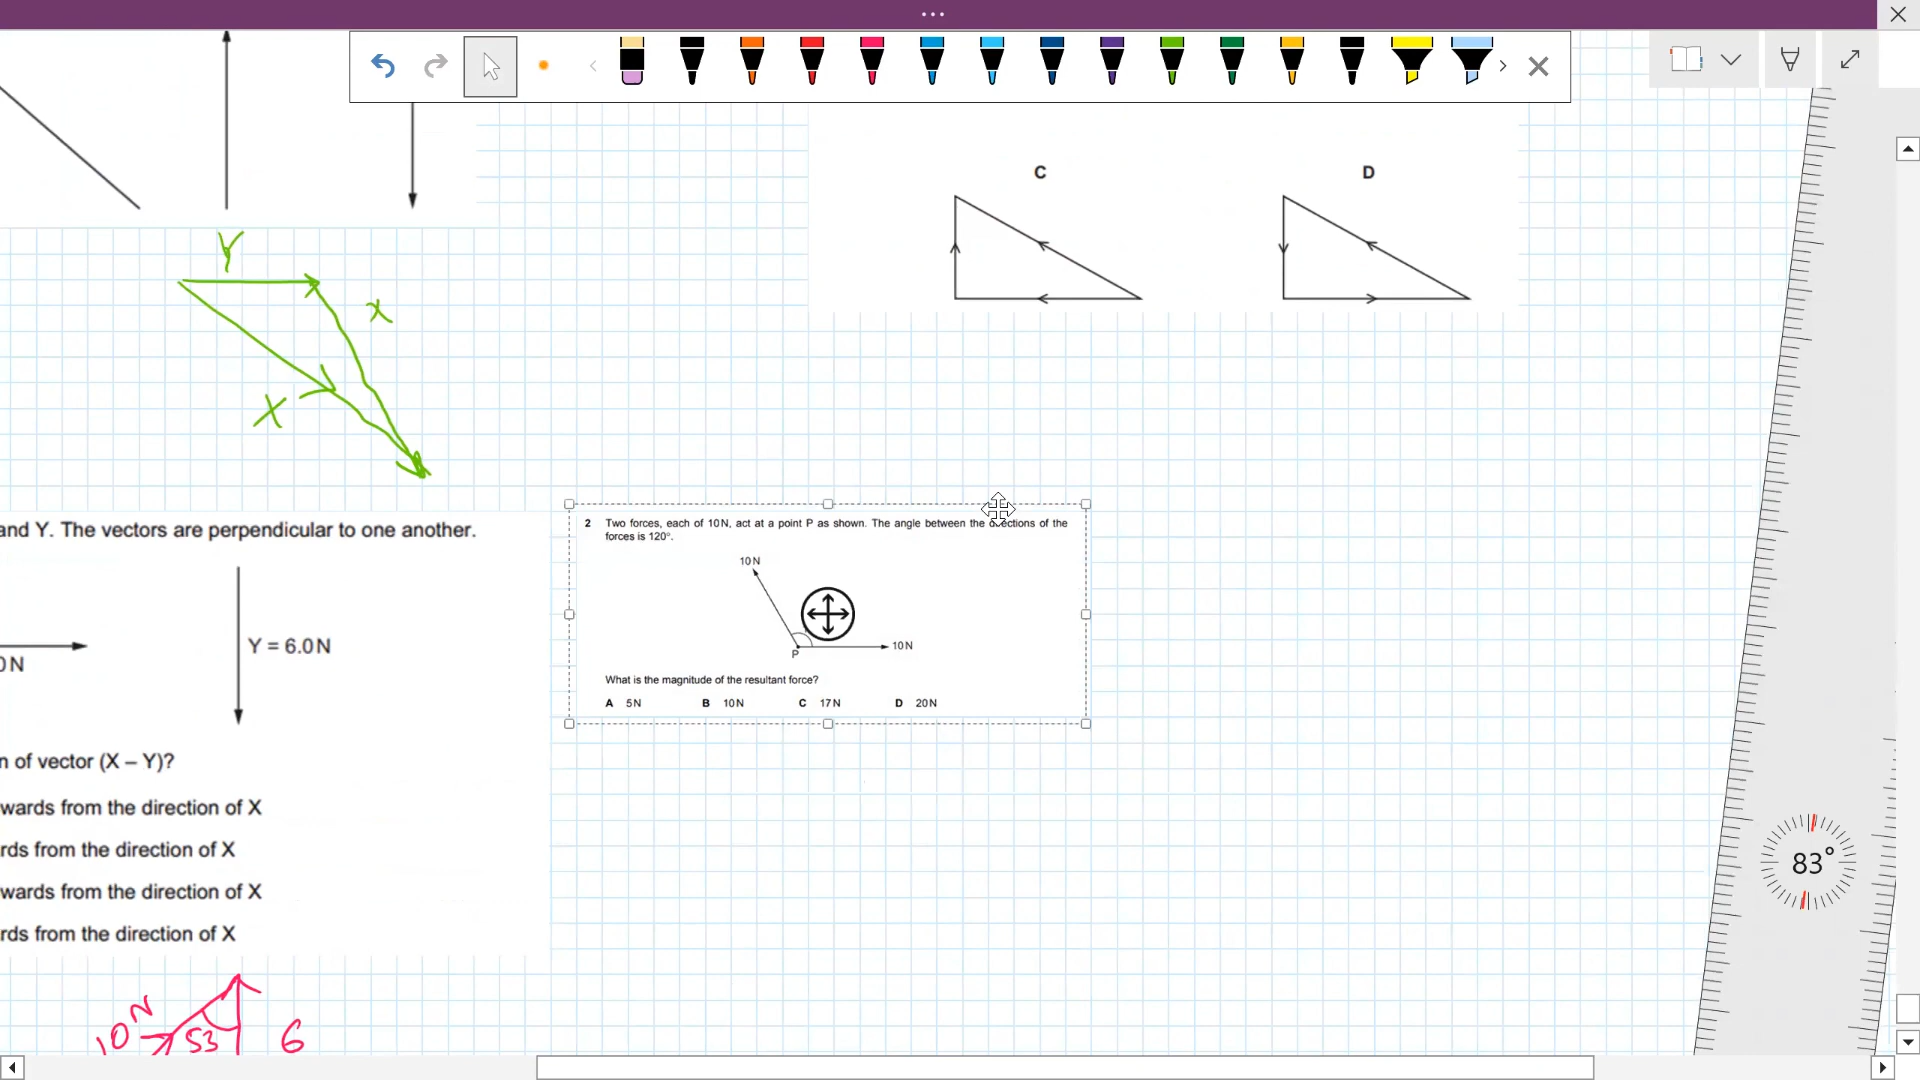 C D
Y
x
X
and Y. The vectors are perpendicular to one another.
2 Two forces, each of 10N, act at a point P as shown. The angle between the directions of the
forces is 120°.
10N
10N
P
Y = 6.0N
0N
What is the magnitude of the resultant force?
A 5N B 10N C 17N D 20N
n of vector (X – Y)?
wards from the direction of X
rds from the direction of X
wards from the direction of X
rds from the direction of X
83°
10N
53
6